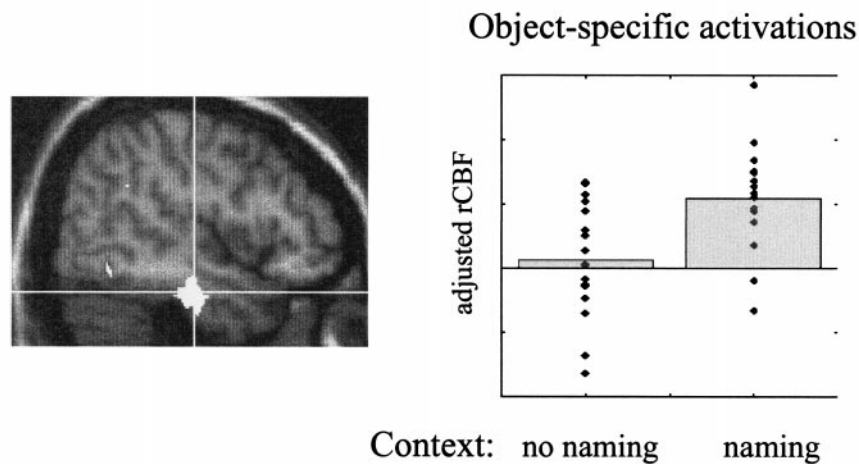 Object-specific activations
adjusted rCBF
Context: no naming naming